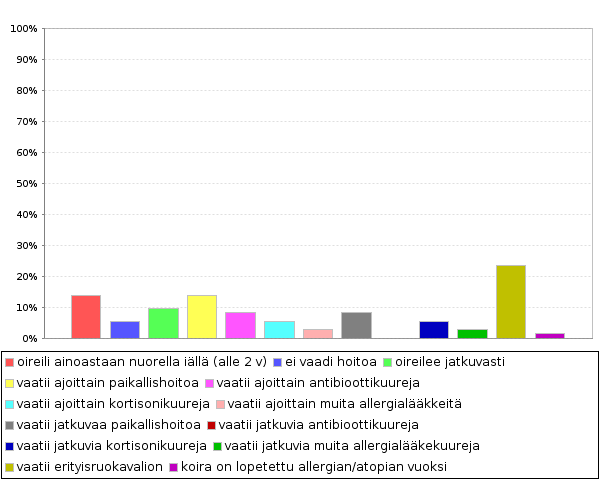 100%
90%
80%
70%
60%
50%
40%
30%
20%
10%
0%
oireili ainoastaan nuorella iällä (alle 2 v) ei vaadi hoitoa oireilee jatkuvasti
vaatii ajoittain paikallishoitoa vaatii ajoittain antibioottikuureja
vaatii ajoittain kortisonikuureja vaatii ajoittain muita allergialääkkeitä
vaatii jatkuvaa paikallishoitoa vaatii jatkuvia antibioottikuureja
vaatii jatkuvia kortisonikuureja vaatii jatkuvia muita allergialääkekuureja
vaatii erityisruokavalion koira on lopetettu allergian/atopian vuoksi